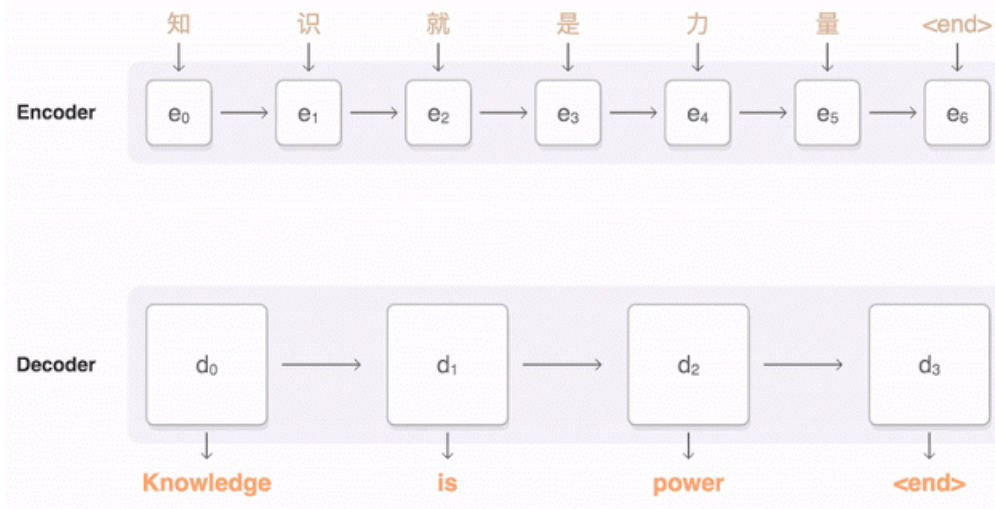 知 识 就 是 力 量 <end>
Encoder e₀ e₁ e₂ e₃ e₄ e₅ e₆
Decoder d₀ d₁ d₂ d₃
Knowledge is power <end>